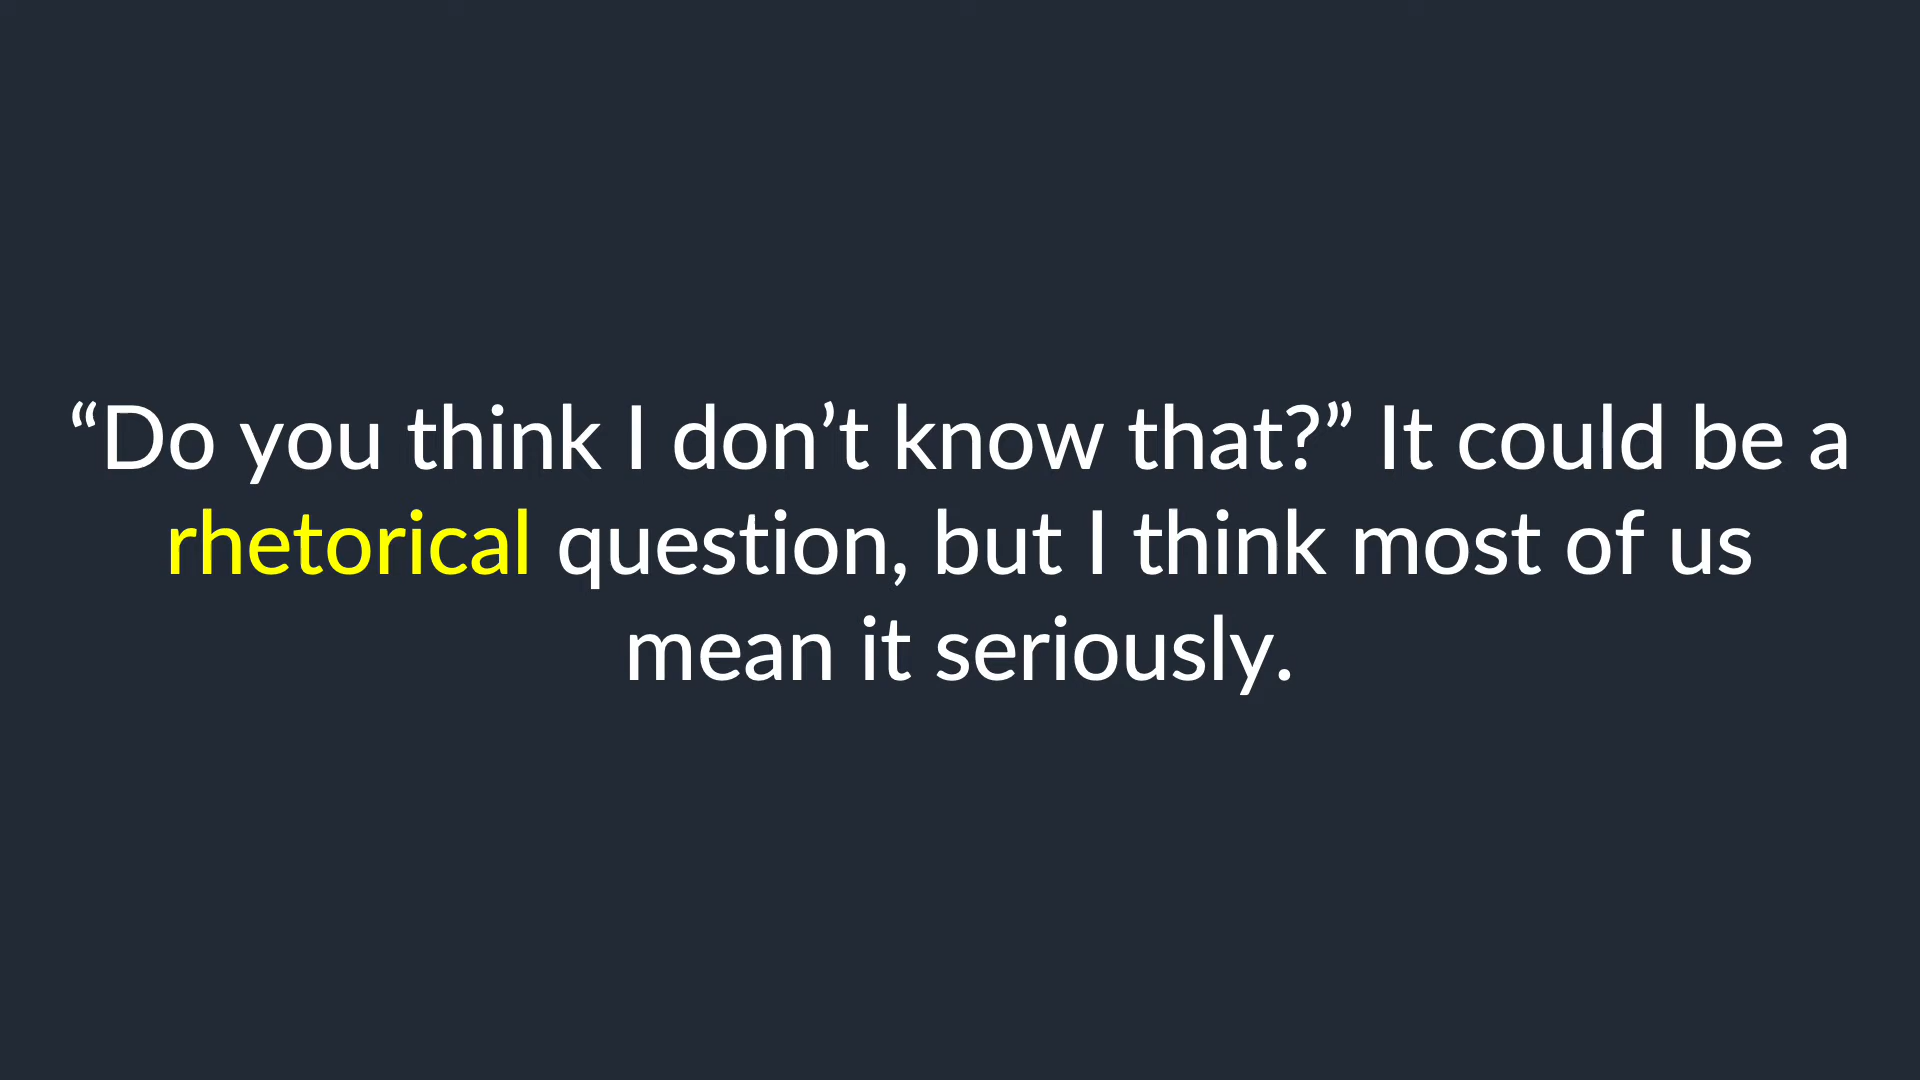 “Do you think I don’t know that?” It could be a
rhetorical question, but I think most of us
mean it seriously.